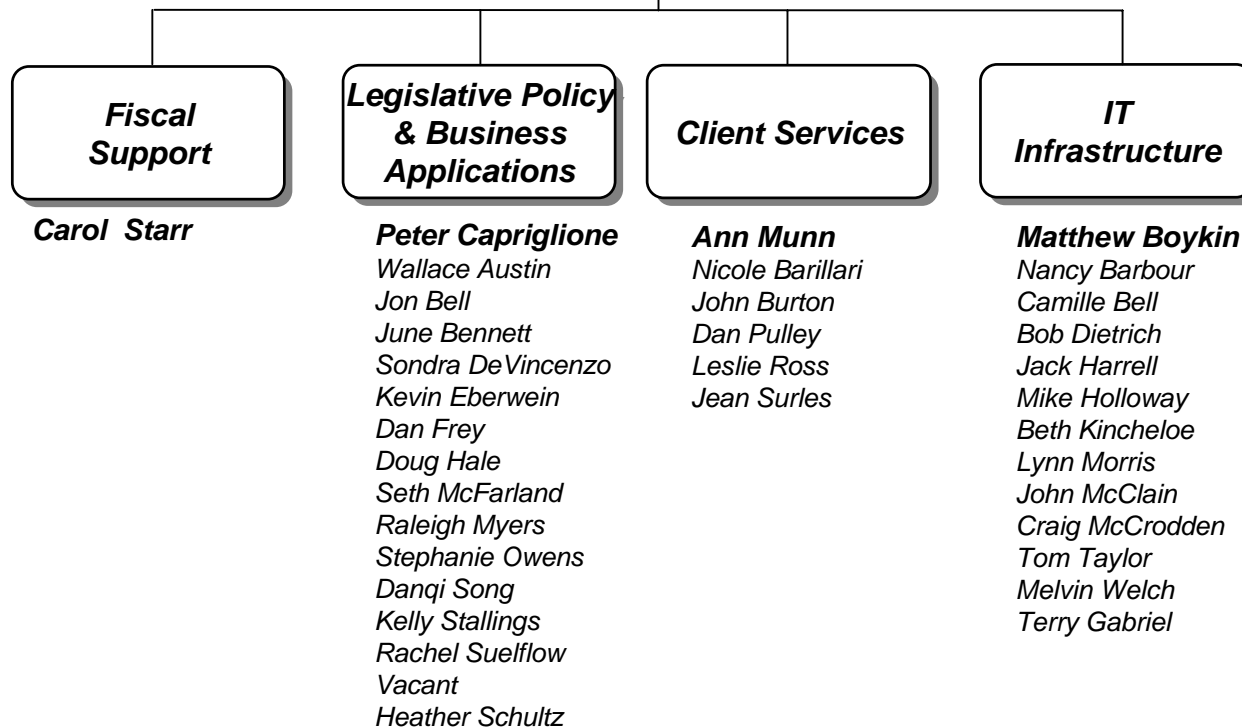 Fiscal
Support
Carol Starr
Legislative Policy
& Business
Applications
Peter Capriglione
Wallace Austin
Jon Bell
June Bennett
Sondra DeVincenzo
Kevin Eberwein
Dan Frey
Doug Hale
Seth McFarland
Raleigh Myers
Stephanie Owens
Danqi Song
Kelly Stallings
Rachel Suelflow
Vacant
Heather Schultz
Client Services
Ann Munn
Nicole Barillari
John Burton
Dan Pulley
Leslie Ross
Jean Surles
IT
Infrastructure
Matthew Boykin
Nancy Barbour
Camille Bell
Bob Dietrich
Jack Harrell
Mike Holloway
Beth Kincheloe
Lynn Morris
John McClain
Craig McCrodden
Tom Taylor
Melvin Welch
Terry Gabriel